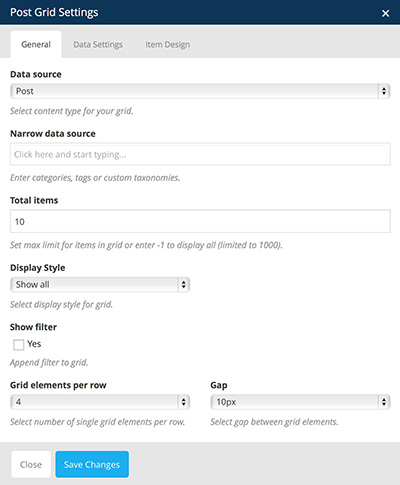 Post Grid Settings ×
General Data Settings Item Design
Data source
Post
Select content type for your grid.
Narrow data source
Click here and start typing...
Enter categories, tags or custom taxonomies.
Total items
10
Set max limit for items in grid or enter -1 to display all (limited to 1000).
Display Style
Show all
Select display style for grid.
Show filter
Yes
Append filter to grid.
Grid elements per row Gap
4 10px
Select number of single grid elements per row. Select gap between grid elements.
Close Save Changes